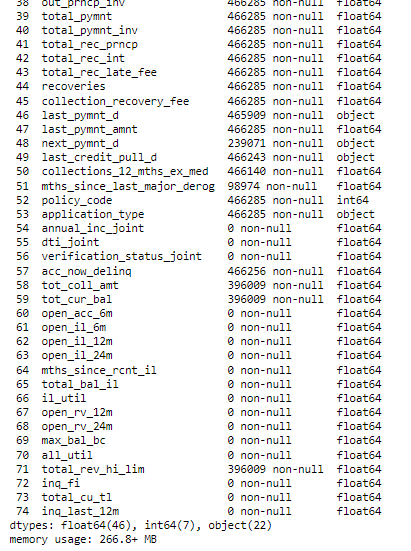 38 out_prncp_inv 466285 non-null float64
39 total_pymnt 466285 non-null float64
40 total_pymnt_inv 466285 non-null float64
41 total_rec_prncp 466285 non-null float64
42 total_rec_int 466285 non-null float64
43 total_rec_late_fee 466285 non-null float64
44 recoveries 466285 non-null float64
45 collection_recovery_fee 466285 non-null float64
46 last_pymnt_d 465909 non-null object
47 last_pymnt_amnt 466285 non-null float64
48 next_pymnt_d 239071 non-null object
49 last_credit_pull_d 466243 non-null object
50 collections_12_mths_ex_med 466140 non-null float64
51 mths_since_last_major_derog 98974 non-null float64
52 policy_code 466285 non-null int64
53 application_type 466285 non-null object
54 annual_inc_joint 0 non-null float64
55 dti_joint 0 non-null float64
56 verification_status_joint 0 non-null float64
57 acc_now_delinq 466256 non-null float64
58 tot_coll_amt 396009 non-null float64
59 tot_cur_bal 396009 non-null float64
60 open_acc_6m 0 non-null float64
61 open_il_6m 0 non-null float64
62 open_il_12m 0 non-null float64
63 open_il_24m 0 non-null float64
64 mths_since_rcnt_il 0 non-null float64
65 total_bal_il 0 non-null float64
66 il_util 0 non-null float64
67 open_rv_12m 0 non-null float64
68 open_rv_24m 0 non-null float64
69 max_bal_bc 0 non-null float64
70 all_util 0 non-null float64
71 total_rev_hi_lim 396009 non-null float64
72 inq_fi 0 non-null float64
73 total_cu_tl 0 non-null float64
74 inq_last_12m 0 non-null float64
dtypes: float64(46), int64(7), object(22)
memory usage: 266.8+ MB